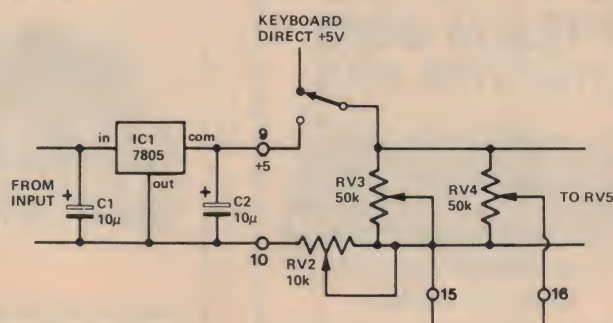 KEYBOARD
DIRECT +5V
in
IC1
7805
com
out
9
+5
FROM
INPUT
+
C1
10µ
+
C2
10µ
10
RV2
10k
RV3
50k
RV4
50k
TO RV5
15
16